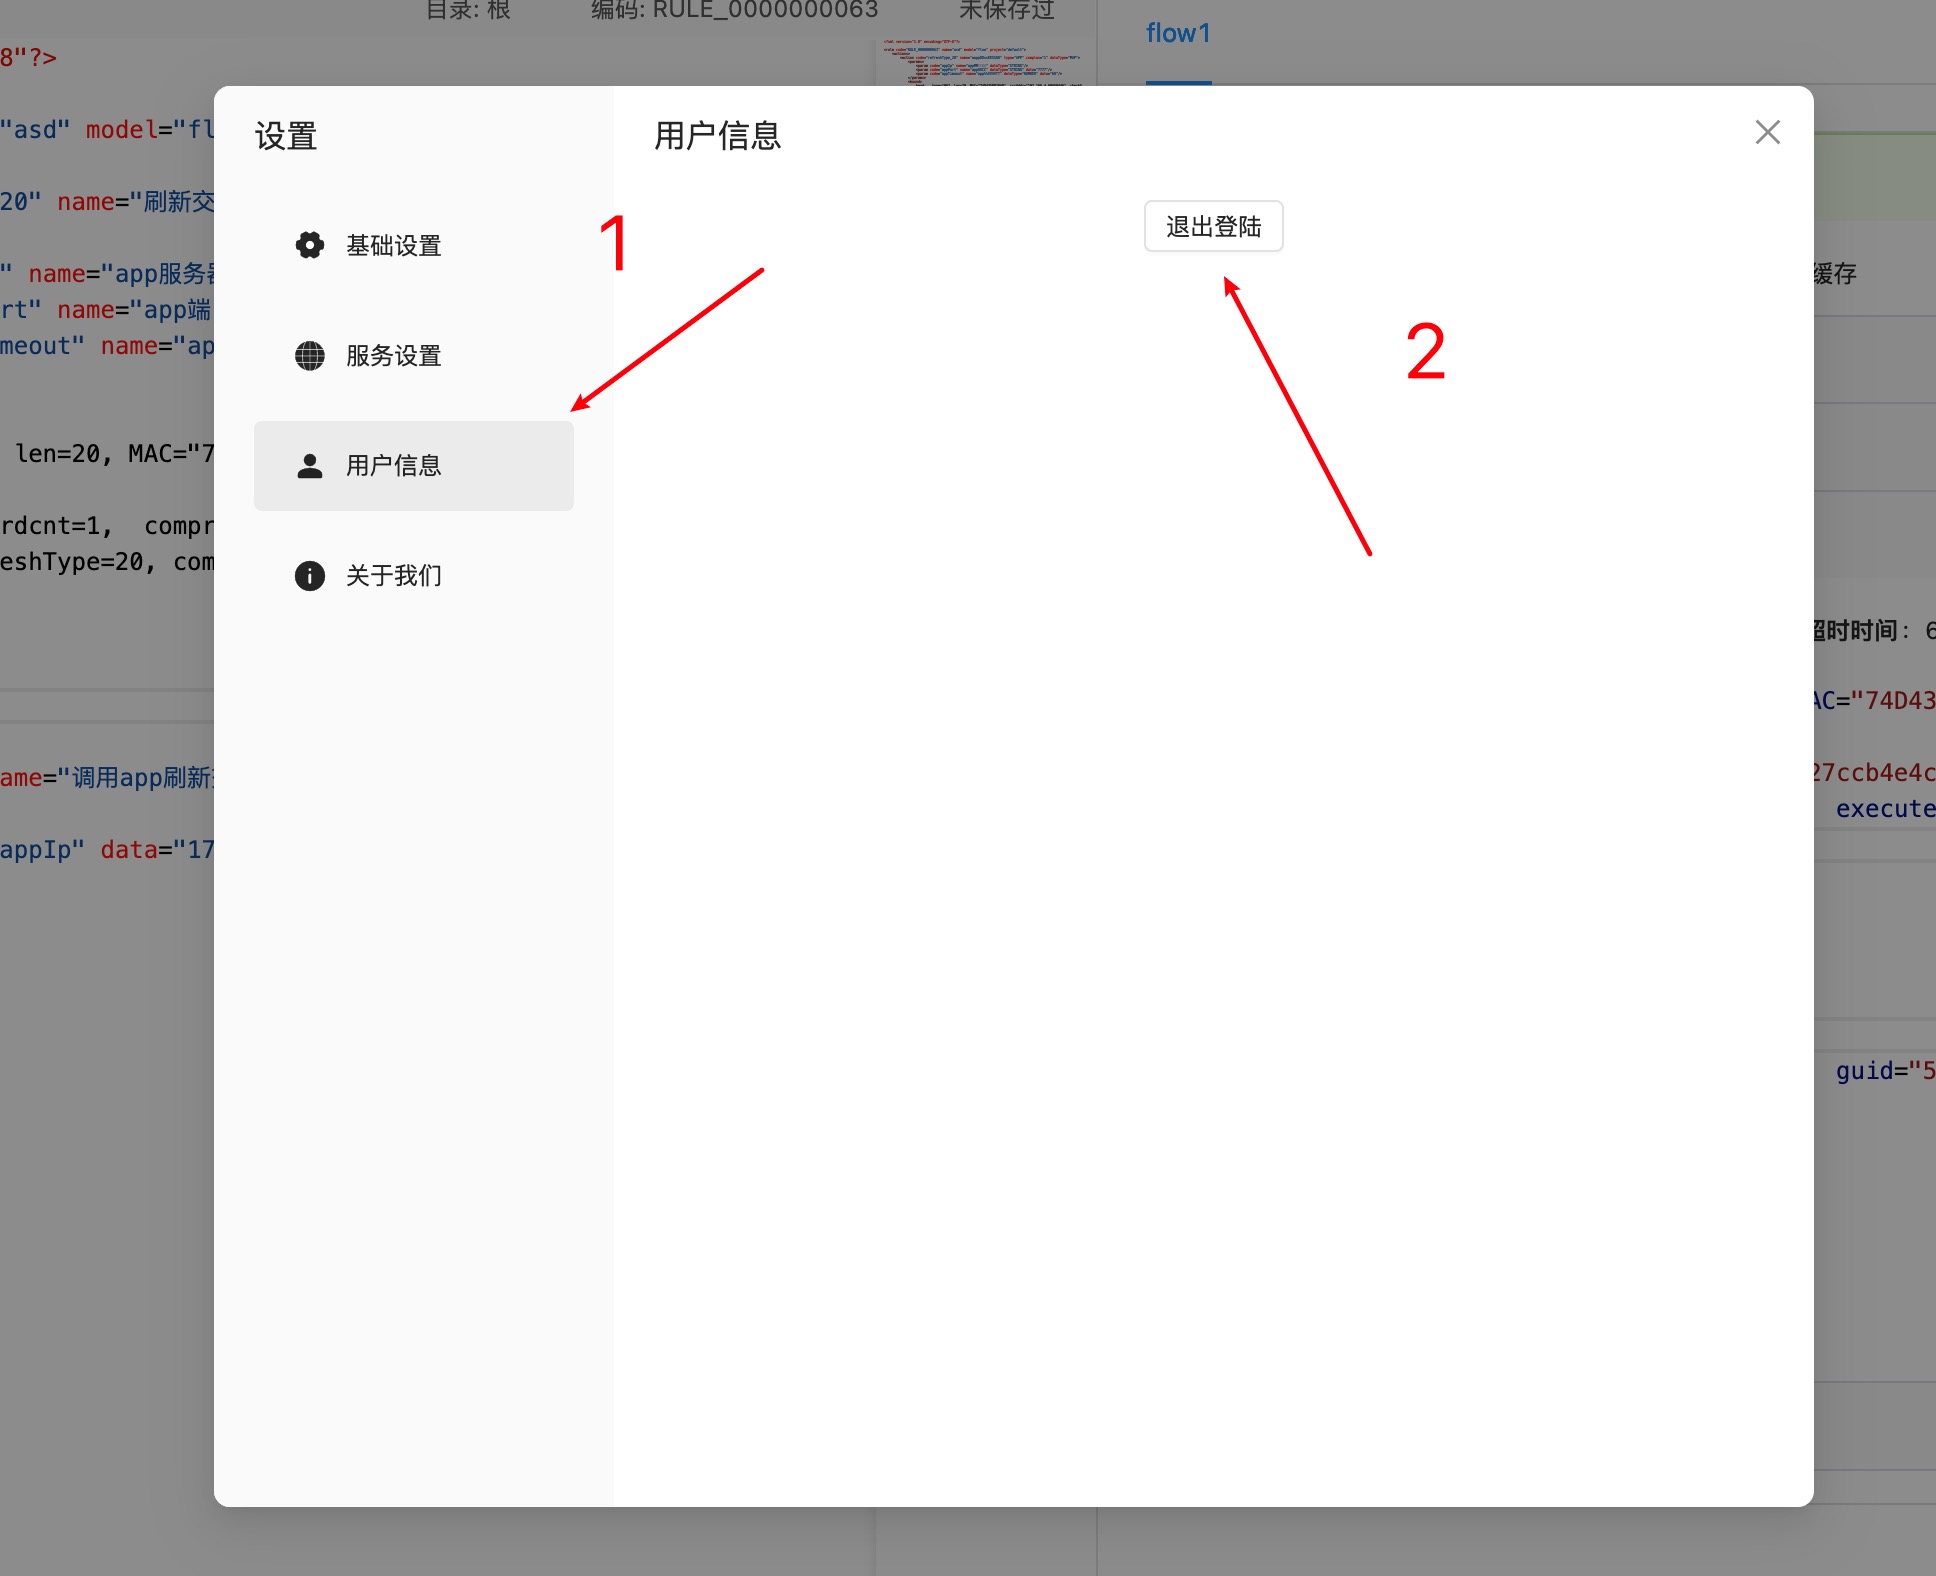 目录: 根
编码: RULE_0000000063
未保存过
flow1
8"?>
"asd" model="fl
20" name="刷新交
" name="app服务
rt" name="app端
meout" name="ap
len=20, MAC="7
rdcnt=1, compr
eshType=20, com
ame="调用app刷新
appIp" data="17
设置
基础设置
服务设置
用户信息
关于我们
用户信息
退出登陆
1
2
缓存
超时时间: 6
AC="74D43
27ccb4e4c
execute
guid="5